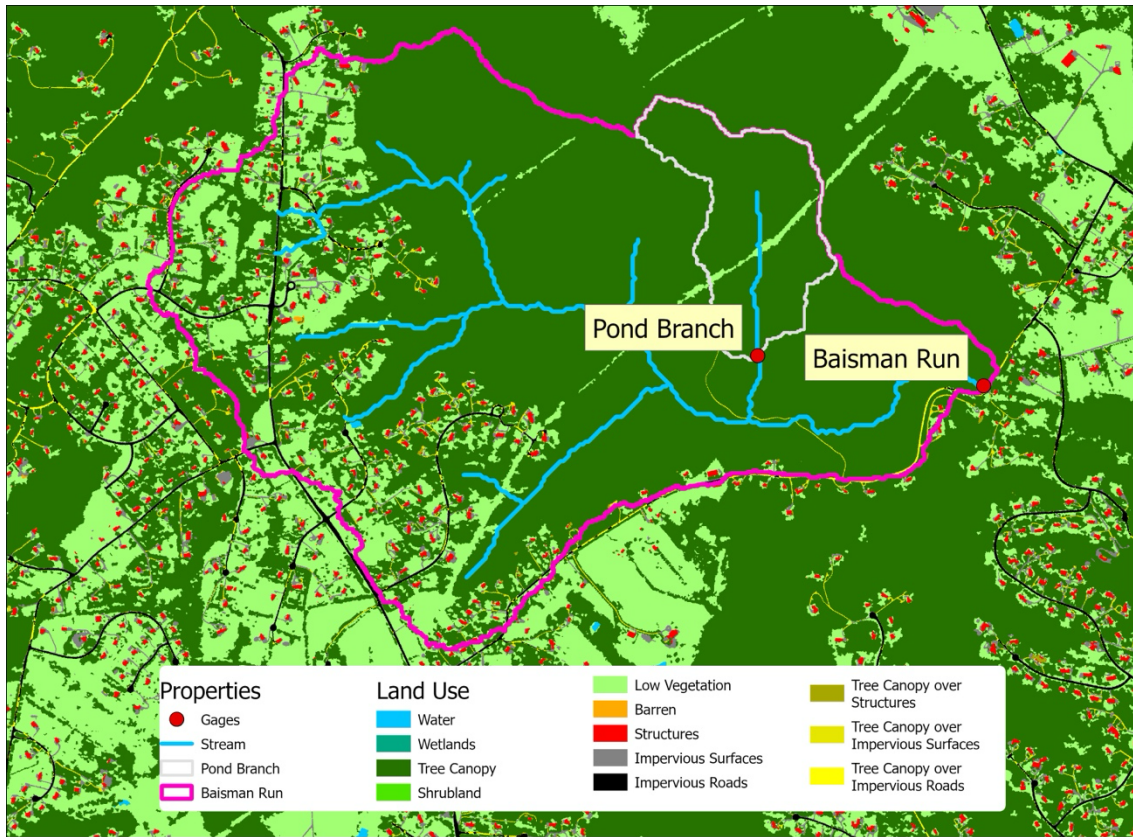 Pond Branch
Baisman Run
Properties
Gages
Stream
Pond Branch
Baisman Run
Land Use
Water
Wetlands
Tree Canopy
Shrubland
Low Vegetation
Barren
Structures
Impervious Surfaces
Impervious Roads
Tree Canopy over
Structures
Tree Canopy over
Impervious Surfaces
Tree Canopy over
Impervious Roads